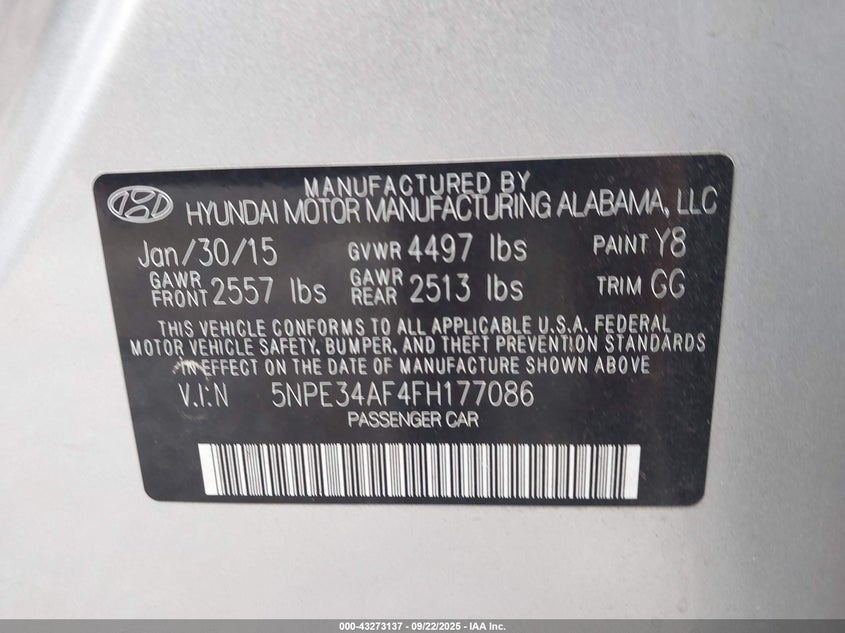 MANUFACTURED BY
HYUNDAI MOTOR MANUFACTURING ALABAMA, LLC
Jan/30/15 GVWR 4497 lbs PAINT Y8
GAWR FRONT 2557 lbs GAWR REAR 2513 lbs TRIM GG
THIS VEHICLE CONFORMS TO ALL APPLICABLE U.S.A. FEDERAL
MOTOR VEHICLE SAFETY, BUMPER, AND THEFT PREVENTION STANDARDS
IN EFFECT ON THE DATE OF MANUFACTURE SHOWN ABOVE.
V.I.N 5NPE34AF4FH177086
PASSENGER CAR
000-43273137 - 09/22/2025 - IAA Inc.